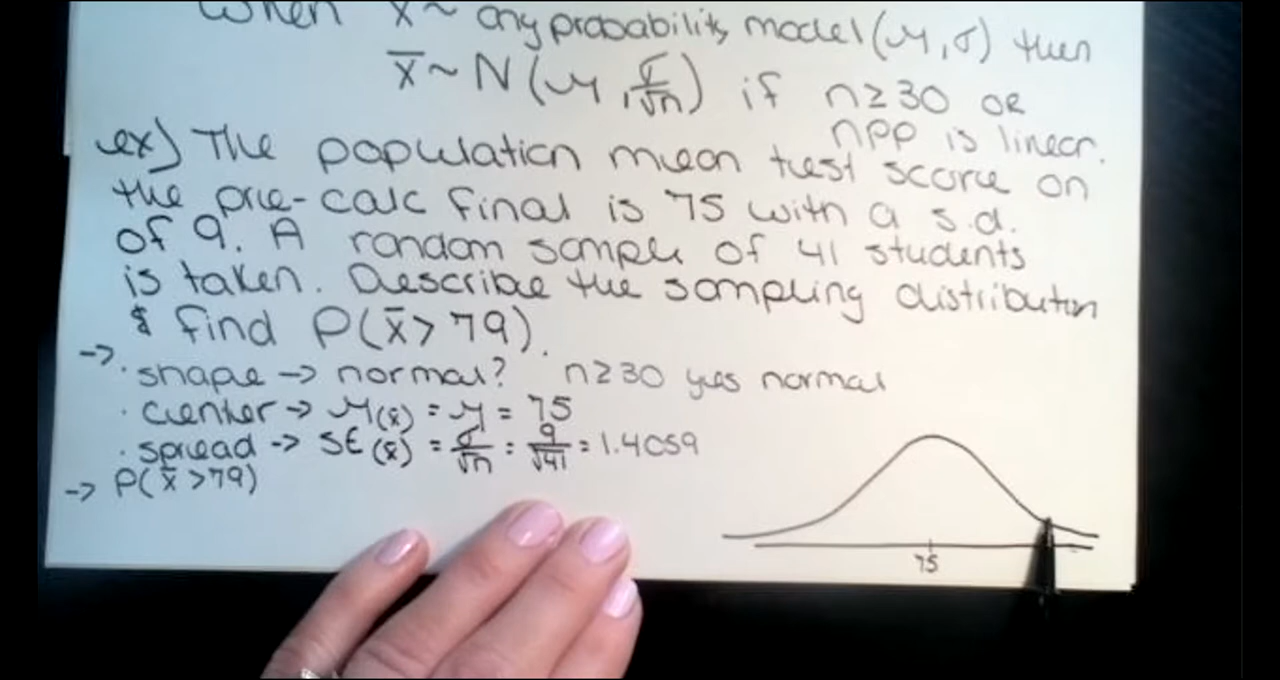 when x ~ any probability model (μ, σ) then
x̄ ~ N(μ, σ/√n) if n≥30 or
npp is linear.
ex) The population mean test score on
the pre-calc final is 75 with a s.d.
of 9. A random sample of 41 students
is taken. Describe the sampling distribution
& find P(x̄ > 79).
-> · shape -> normal? n≥30 yes normal
· center -> μ(x̄) = μ = 75
· spread -> SE(x̄) = σ/√n = 9/√41 = 1.4059
-> P(x̄ > 79)
75